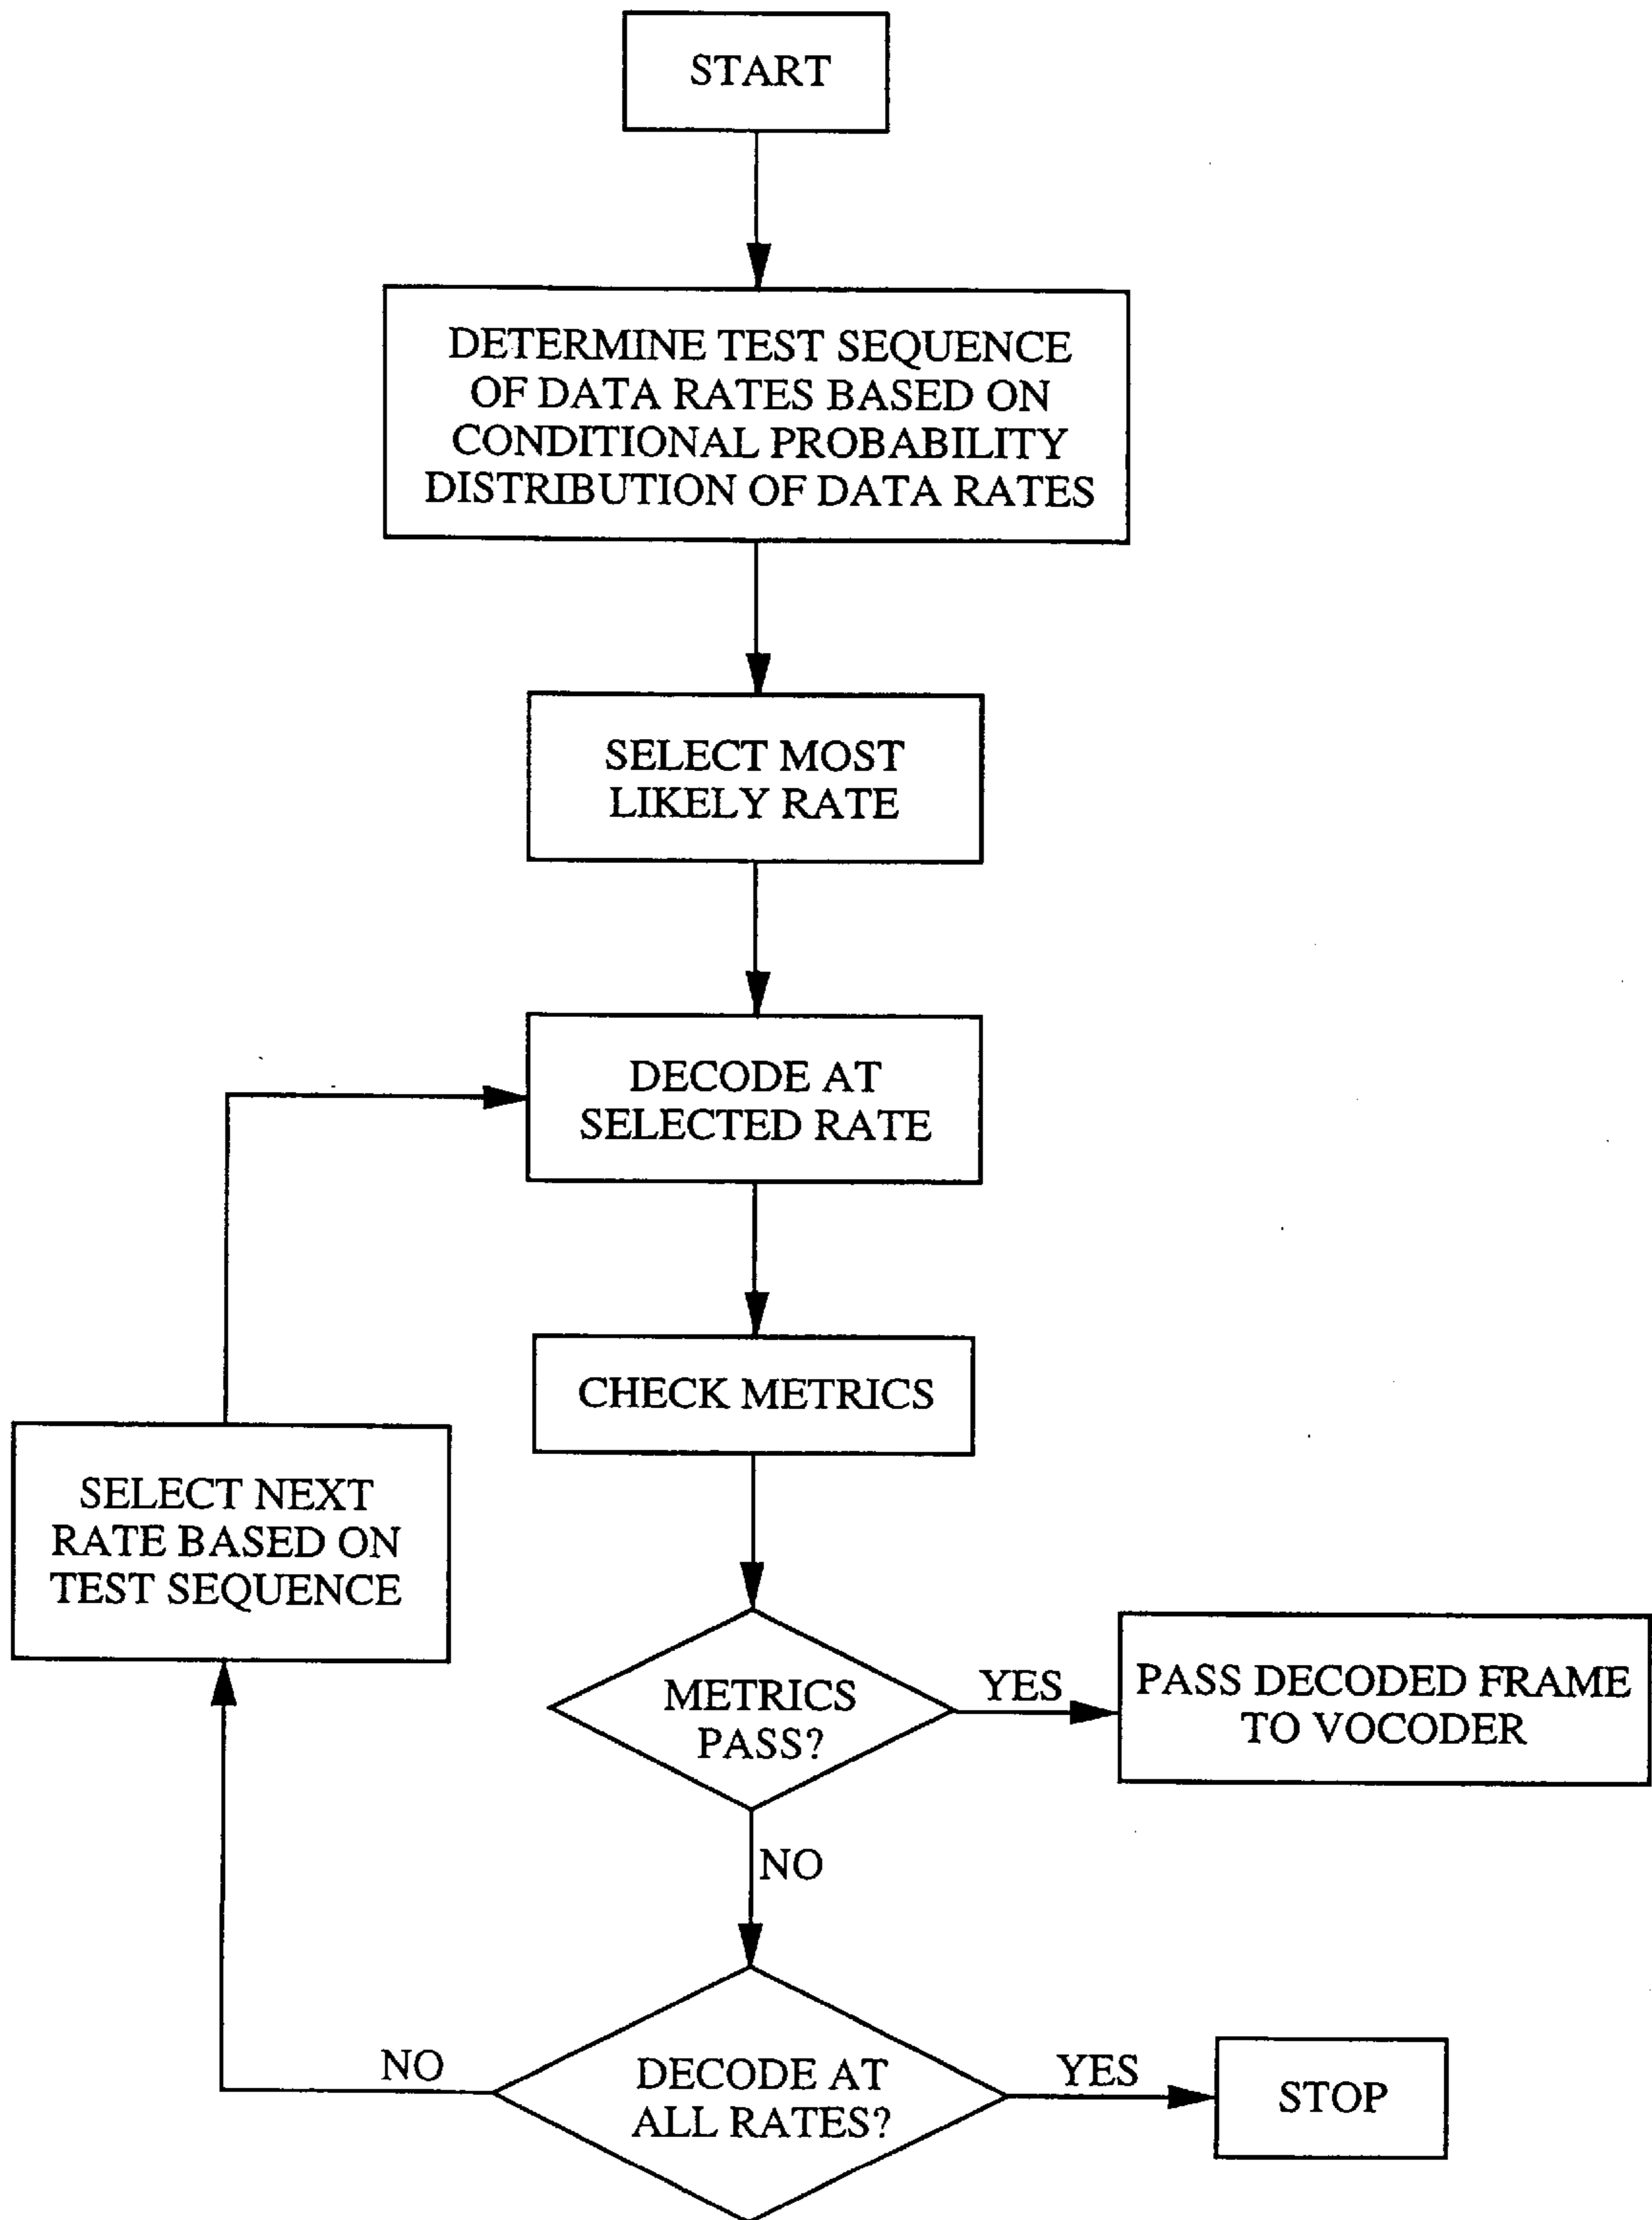 START
DETERMINE TEST SEQUENCE
OF DATA RATES BASED ON
CONDITIONAL PROBABILITY
DISTRIBUTION OF DATA RATES
SELECT MOST
LIKELY RATE
DECODE AT
SELECTED RATE
CHECK METRICS
SELECT NEXT
RATE BASED ON
TEST SEQUENCE
METRICS
PASS?
YES
PASS DECODED FRAME
TO VOCODER
NO
NO
DECODE AT
ALL RATES?
YES
STOP